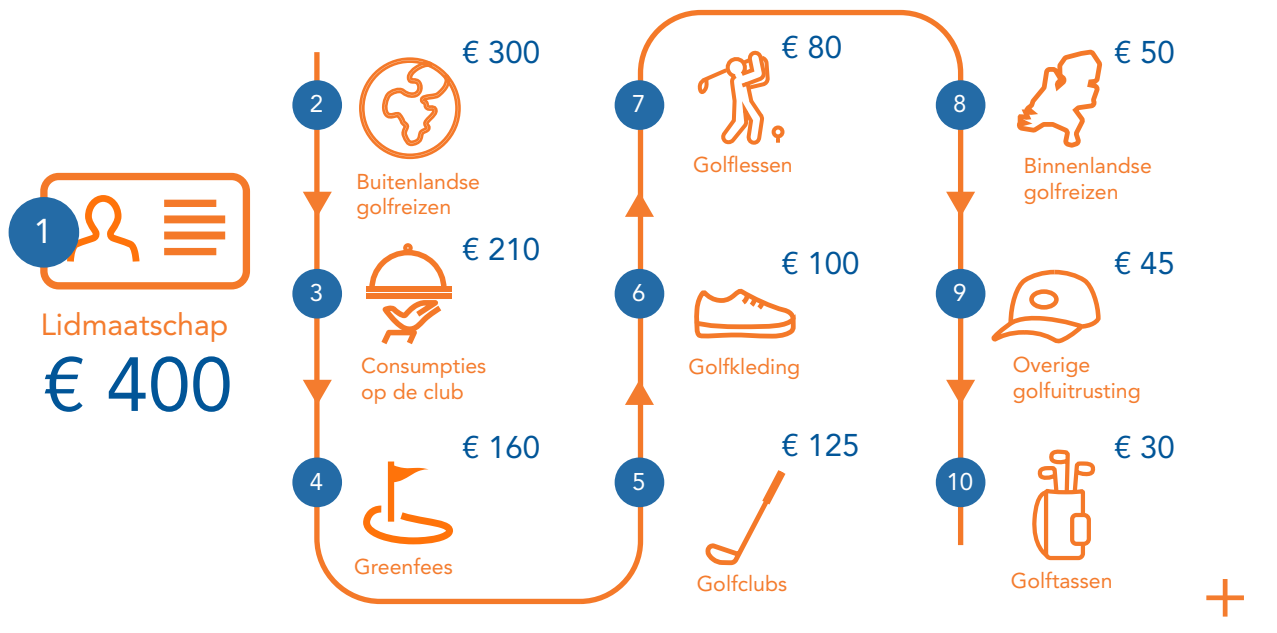 1
Lidmaatschap
€ 400
2
€ 300
Buitenlandse
golfreizen
3
€ 210
Consumpties
op de club
4
€ 160
Greenfees
5
€ 125
Golfclubs
6
€ 100
Golfkleding
7
€ 80
Golflessen
8
€ 50
Binnenlandse
golfreizen
9
€ 45
Overige
golfuitrusting
10
€ 30
Golftassen
+